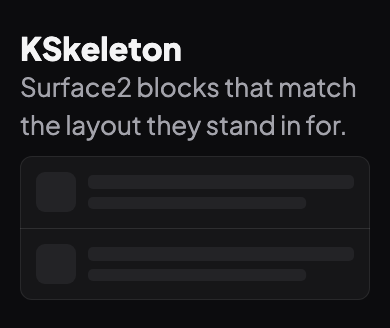 KSkeleton
Surface2 blocks that match
the layout they stand in for.